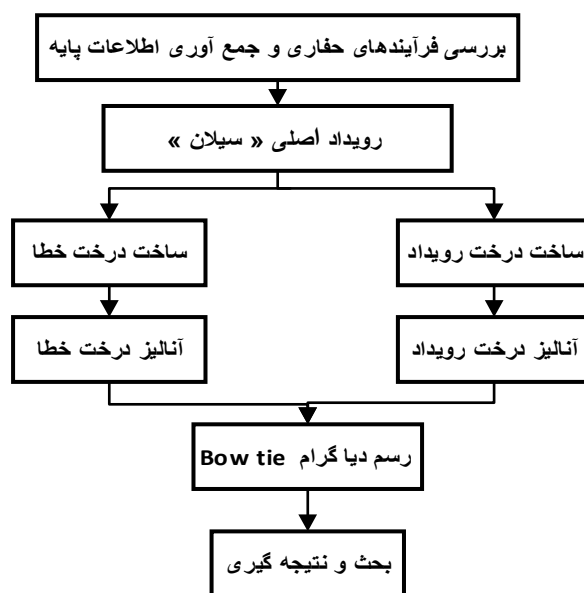 بررسی فرآیندهای حفاری و جمع آوری اطلاعات پایه
رویداد أصلی « سیلان »
ساخت درخت رویداد
ساخت درخت خطا
آنالیز درخت رویداد
آنالیز درخت خطا
رسم دیا گرام Bow tie
بحث و نتیجه گیری